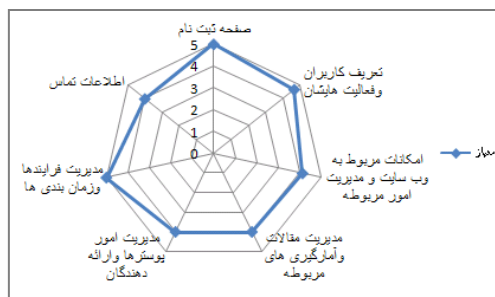 صفحه ثبت نام
5
4
3
2
1
0
تعریف کاربران
وفعالیت هایشان
امکانات مربوط به
وب سایت و مدیریت
امور مربوطه
مدیریت مقالات
وآمارگیری های
مربوطه
مدیریت امور
پوسترها وارائه
دهندگان
مدیریت فرایندها
وزمان بندی ها
اطلاعات تماس